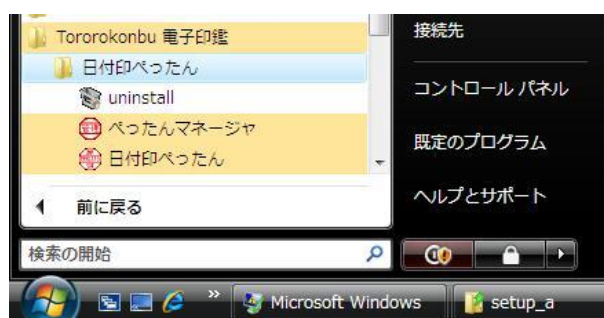 Tororokonbu 電子印鑑
日付印ぺったん
uninstall
ぺったんマネージャ
日付印ぺったん
前に戻る
検索の開始
接続先
コントロール パネル
既定のプログラム
ヘルプとサポート
Microsoft Windows
setup_a